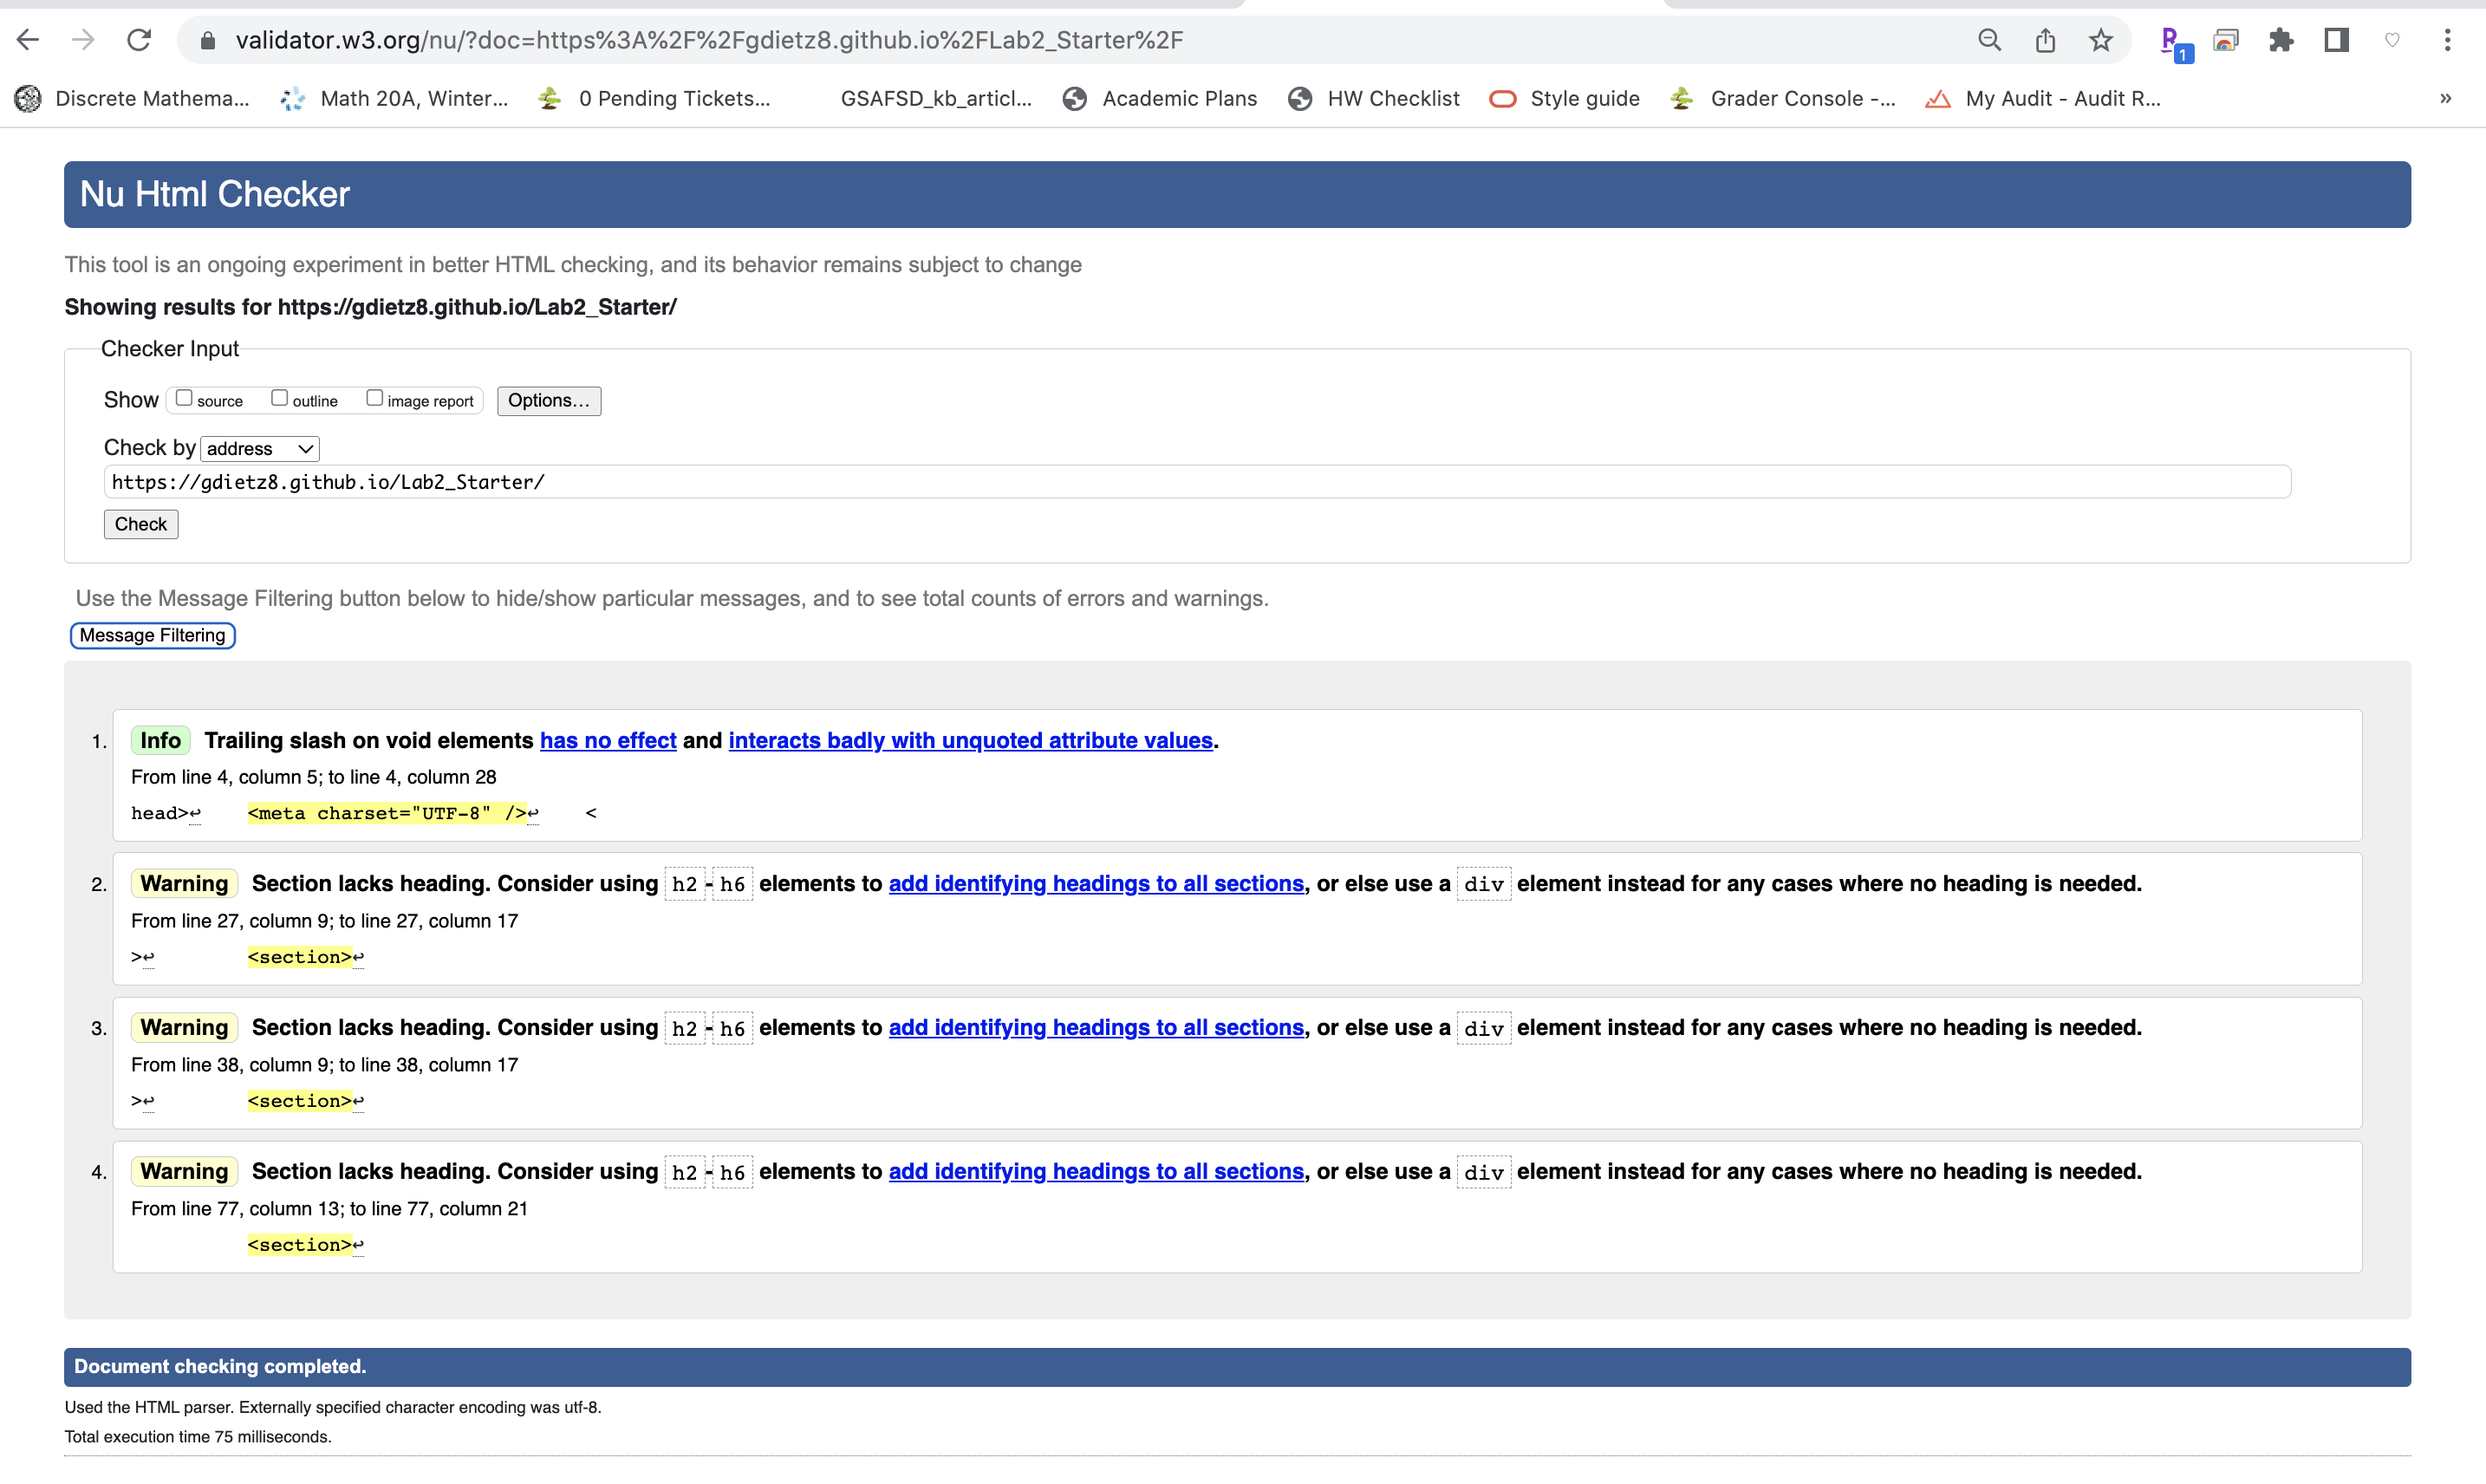 validator.w3.org/nu/?doc=https%3A%2F%2Fgdietz8.github.io%2FLab2_Starter%2F
1
Discrete Mathema... Math 20A, Winter... 0 Pending Tickets... GSAFSD_kb_articl... Academic Plans HW Checklist Style guide Grader Console -... My Audit - Audit R... »
Nu Html Checker
This tool is an ongoing experiment in better HTML checking, and its behavior remains subject to change
Showing results for https://gdietz8.github.io/Lab2_Starter/
Checker Input
Show source outline image report Options...
Check by address
https://gdietz8.github.io/Lab2_Starter/
Check
Use the Message Filtering button below to hide/show particular messages, and to see total counts of errors and warnings.
Message Filtering
1. Info Trailing slash on void elements has no effect and interacts badly with unquoted attribute values.
From line 4, column 5; to line 4, column 28
head>↩ <meta charset="UTF-8" />↩ <
2. Warning Section lacks heading. Consider using h2-h6 elements to add identifying headings to all sections, or else use a div element instead for any cases where no heading is needed.
From line 27, column 9; to line 27, column 17
>↩ <section>↩
3. Warning Section lacks heading. Consider using h2-h6 elements to add identifying headings to all sections, or else use a div element instead for any cases where no heading is needed.
From line 38, column 9; to line 38, column 17
>↩ <section>↩
4. Warning Section lacks heading. Consider using h2-h6 elements to add identifying headings to all sections, or else use a div element instead for any cases where no heading is needed.
From line 77, column 13; to line 77, column 21
<section>↩
Document checking completed.
Used the HTML parser. Externally specified character encoding was utf-8.
Total execution time 75 milliseconds.